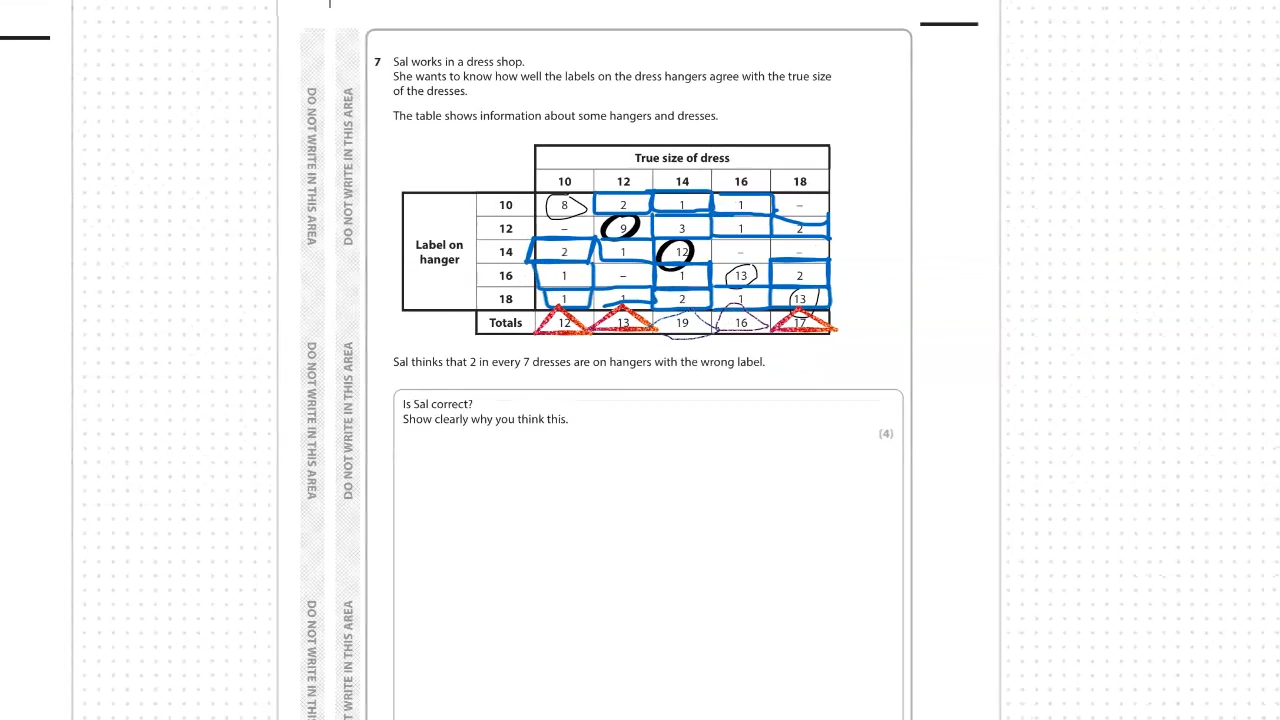 7 Sal works in a dress shop.
She wants to know how well the labels on the dress hangers agree with the true size
of the dresses.
The table shows information about some hangers and dresses.
True size of dress
10 12 14 16 18
Label on
hanger
10 8 2 1 1 –
12 – 9 3 1 2
14 2 1 12 – –
16 1 – 1 13 2
18 1 1 2 1 13
Totals 12 13 19 16 17
Sal thinks that 2 in every 7 dresses are on hangers with the wrong label.
Is Sal correct?
Show clearly why you think this.
(4)
DO NOT WRITE IN THIS AREA
DO NOT WRITE IN THIS AREA
DO NOT WRITE IN THIS AREA
DO NOT WRITE IN THIS AREA
DO NOT WRITE IN THIS
OT WRITE IN THIS AREA